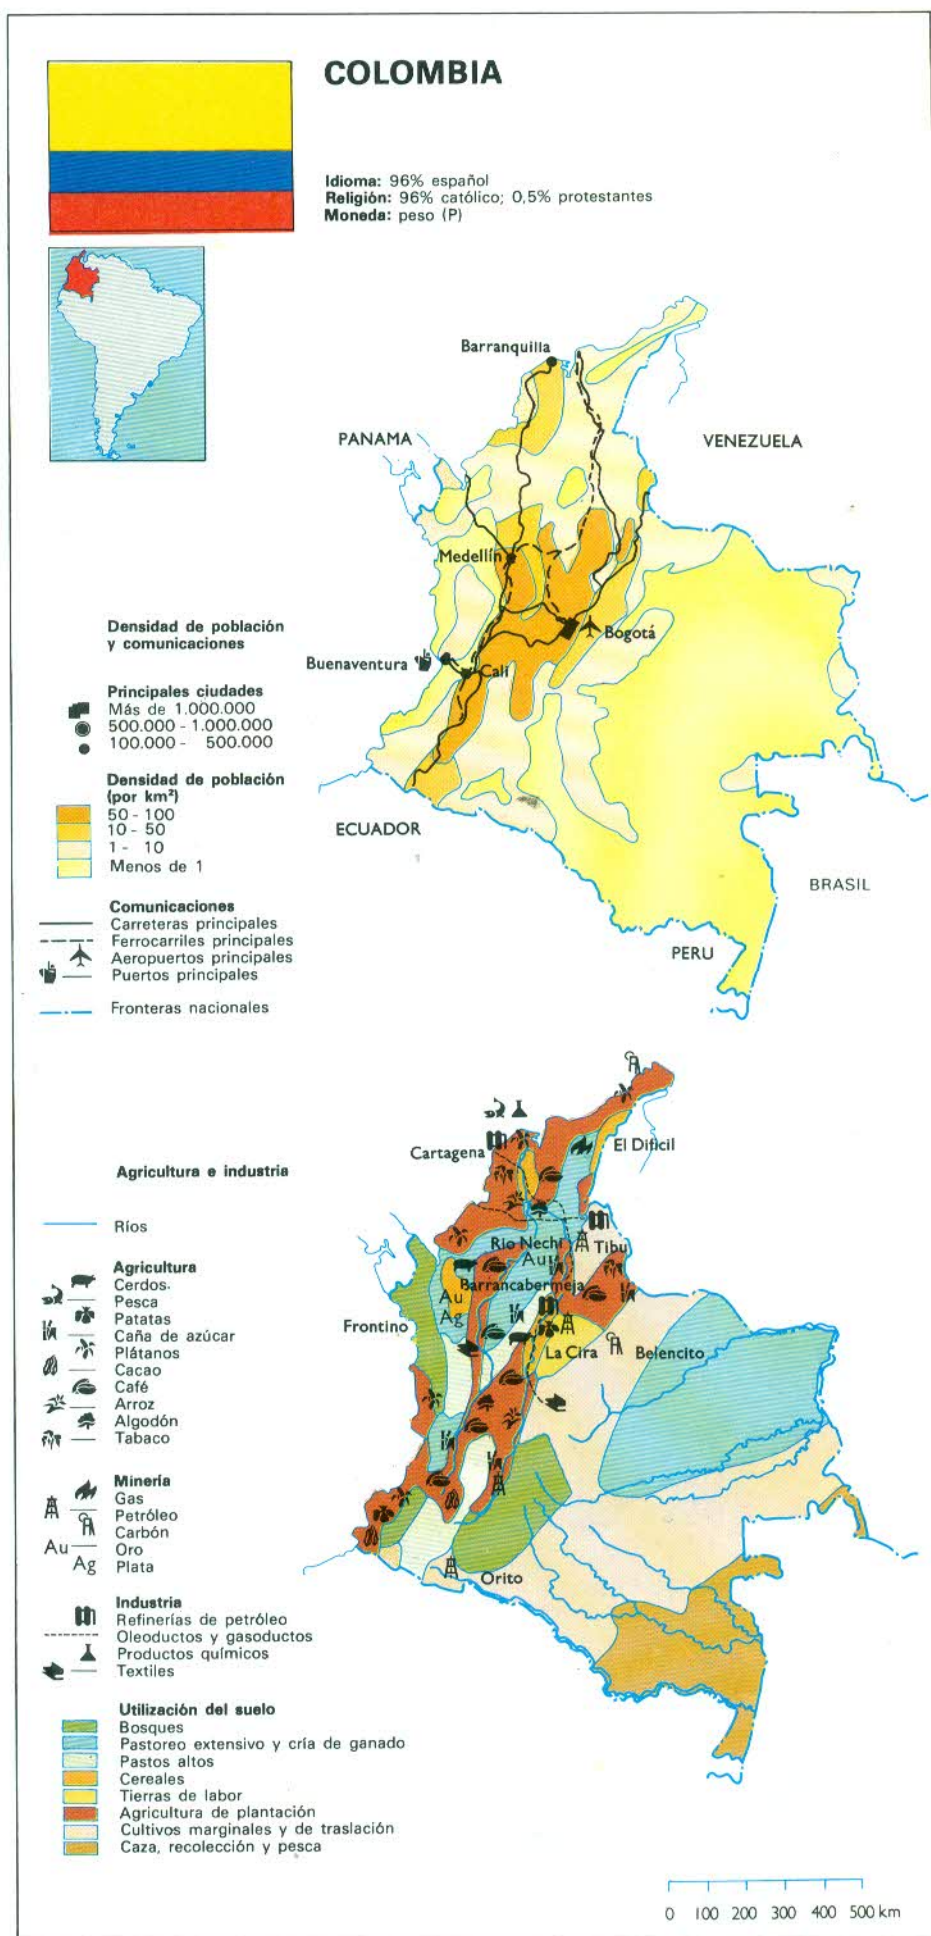 COLOMBIA
Idioma: 96% español
Religión: 96% católico; 0,5% protestantes
Moneda: peso (P)
Barranquilla
PANAMA
VENEZUELA
Medellín
Bogotá
Buenaventura
Cali
ECUADOR
BRASIL
PERU
Densidad de población
y comunicaciones
Principales ciudades
Más de 1.000.000
500.000 - 1.000.000
100.000 - 500.000
Densidad de población
(por km²)
50 - 100
10 - 50
1 - 10
Menos de 1
Comunicaciones
Carreteras principales
Ferrocarriles principales
Aeropuertos principales
Puertos principales
Fronteras nacionales
Cartagena
El Dificil
Río Nechi
Au
Tibu
Barrancabermeja
Au
Ag
Frontino
La Cira
Belencito
Orito
Agricultura e industria
Ríos
Agricultura
Cerdos
Pesca
Patatas
Caña de azúcar
Plátanos
Cacao
Café
Arroz
Algodón
Tabaco
Minería
Gas
Petróleo
Carbón
Au Oro
Ag Plata
Industria
Refinerías de petróleo
Oleoductos y gasoductos
Productos químicos
Textiles
Utilización del suelo
Bosques
Pastoreo extensivo y cría de ganado
Pastos altos
Cereales
Tierras de labor
Agricultura de plantación
Cultivos marginales y de traslación
Caza, recolección y pesca
0 100 200 300 400 500 km